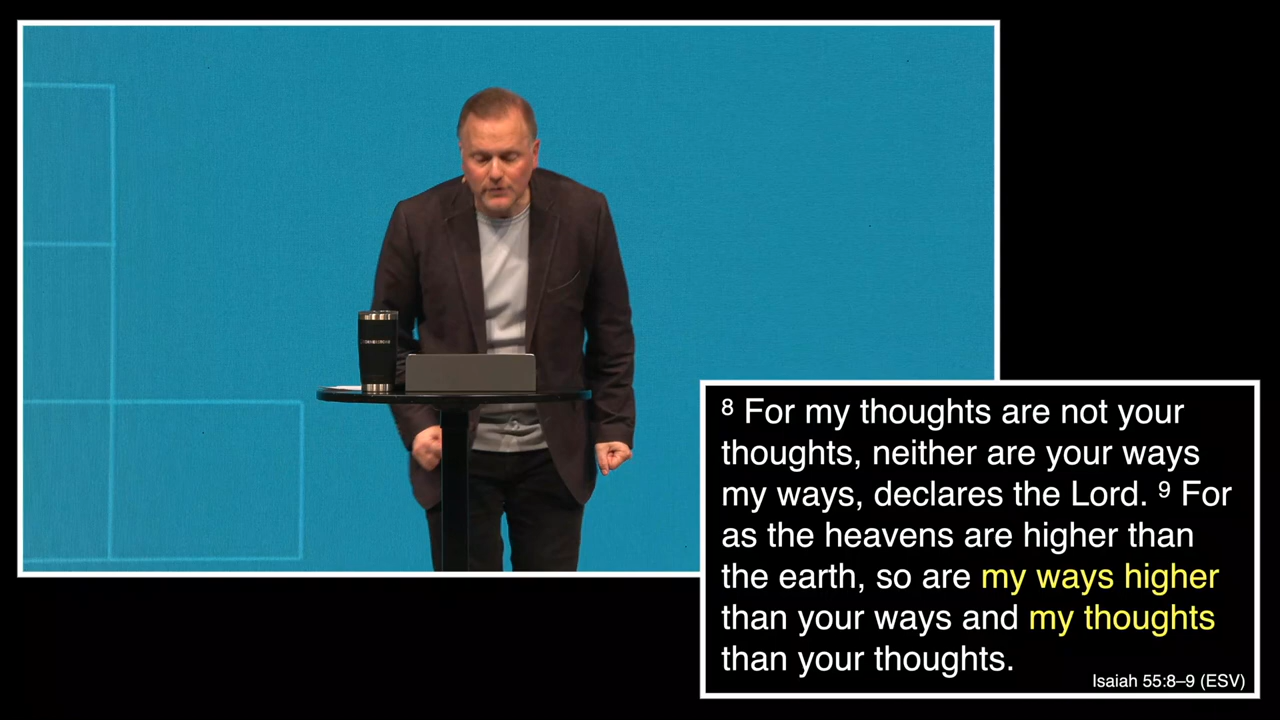 ⁸ For my thoughts are not your
thoughts, neither are your ways
my ways, declares the Lord. ⁹ For
as the heavens are higher than
the earth, so are my ways higher
than your ways and my thoughts
than your thoughts.
Isaiah 55:8–9 (ESV)